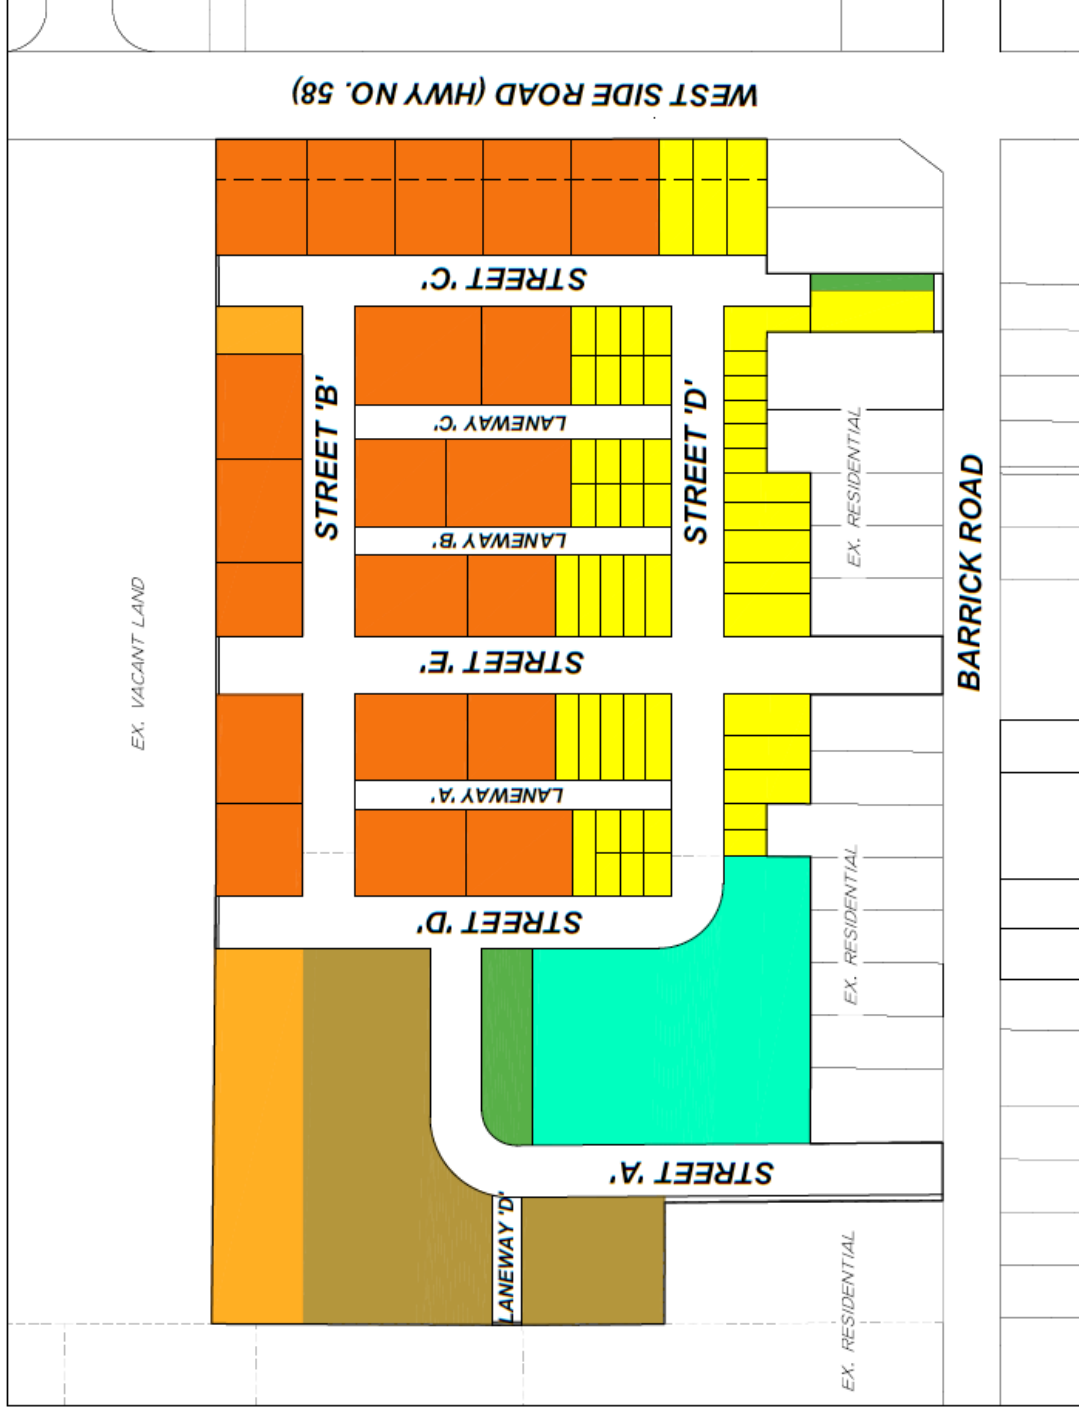 WEST SIDE ROAD (HWY NO. 58)
STREET 'C'
STREET 'B'
LANEWAY 'C'
STREET 'D'
EX. RESIDENTIAL
LANEWAY 'B'
BARRICK ROAD
EX. VACANT LAND
STREET 'E'
LANEWAY 'A'
STREET 'D'
EX. RESIDENTIAL
STREET 'A'
LANEWAY 'D'
EX. RESIDENTIAL